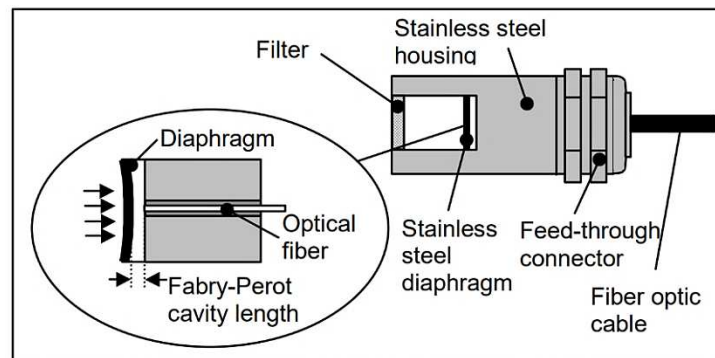 Filter
Stainless steel
housing
Diaphragm
Optical
fiber
Fabry-Perot
cavity length
Stainless
steel
diaphragm
Feed-through
connector
Fiber optic
cable